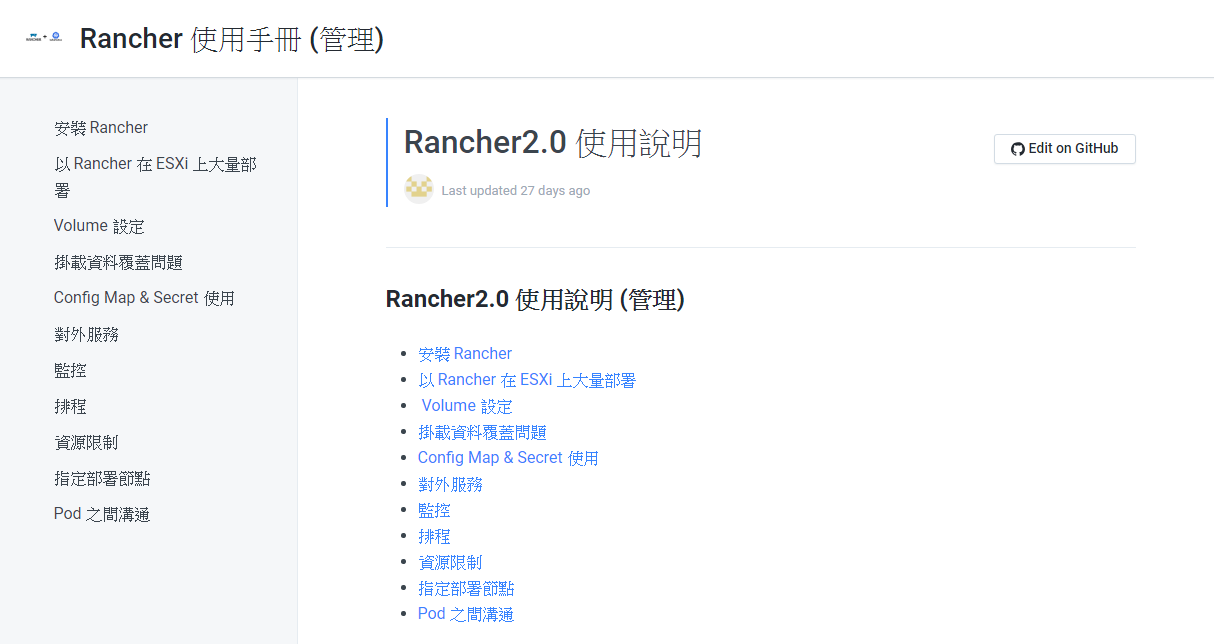 Rancher 使用手冊 (管理)
安裝 Rancher
以 Rancher 在 ESXi 上大量部
署
Volume 設定
掛載資料覆蓋問題
Config Map & Secret 使用
對外服務
監控
排程
資源限制
指定部署節點
Pod 之間溝通
Rancher2.0 使用說明
Edit on GitHub
Last updated 27 days ago
Rancher2.0 使用說明 (管理)
安裝 Rancher
以 Rancher 在 ESXi 上大量部署
Volume 設定
掛載資料覆蓋問題
Config Map & Secret 使用
對外服務
監控
排程
資源限制
指定部署節點
Pod 之間溝通